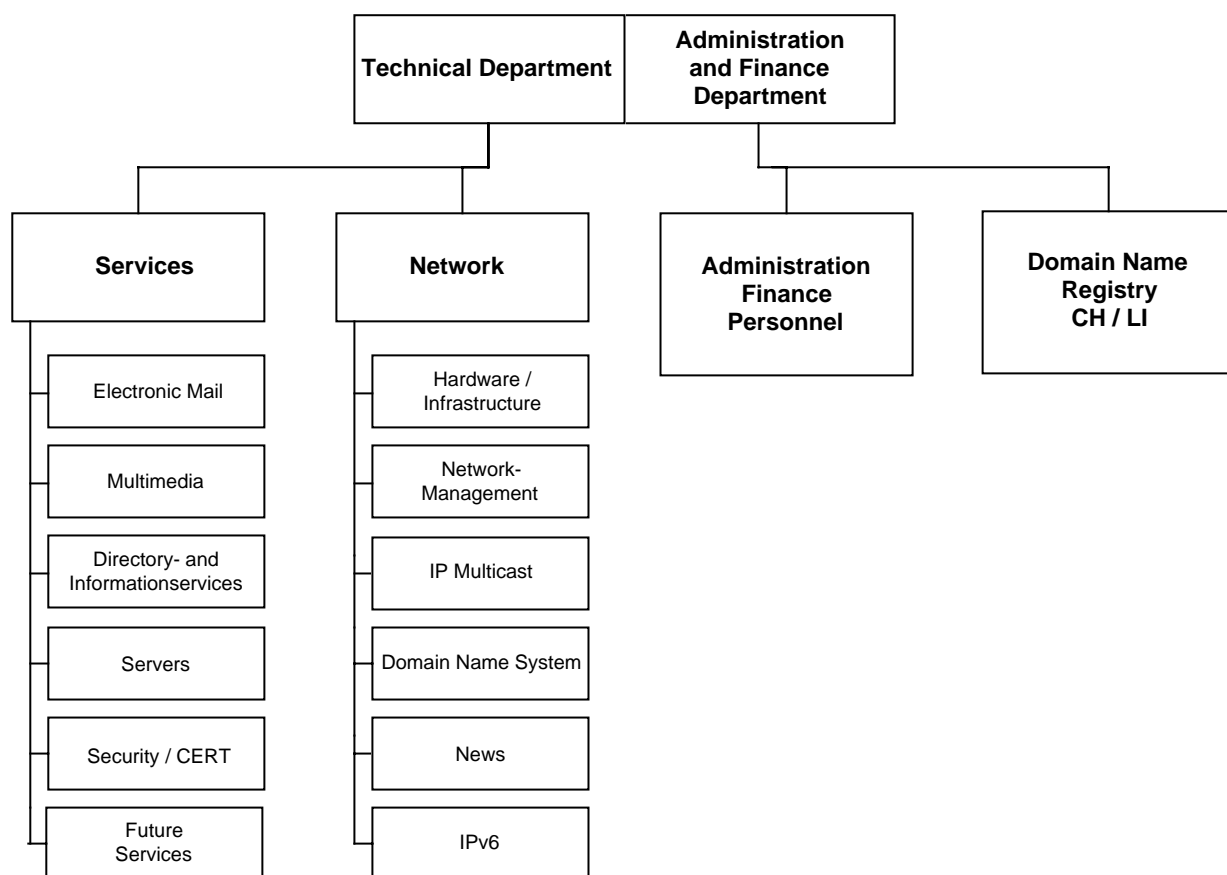 Technical Department
Administration
and Finance
Department
Services
Network
Administration
Finance
Personnel
Domain Name
Registry
CH / LI
Electronic Mail
Multimedia
Directory- and
Informationservices
Servers
Security / CERT
Future
Services
Hardware /
Infrastructure
Network-
Management
IP Multicast
Domain Name System
News
IPv6